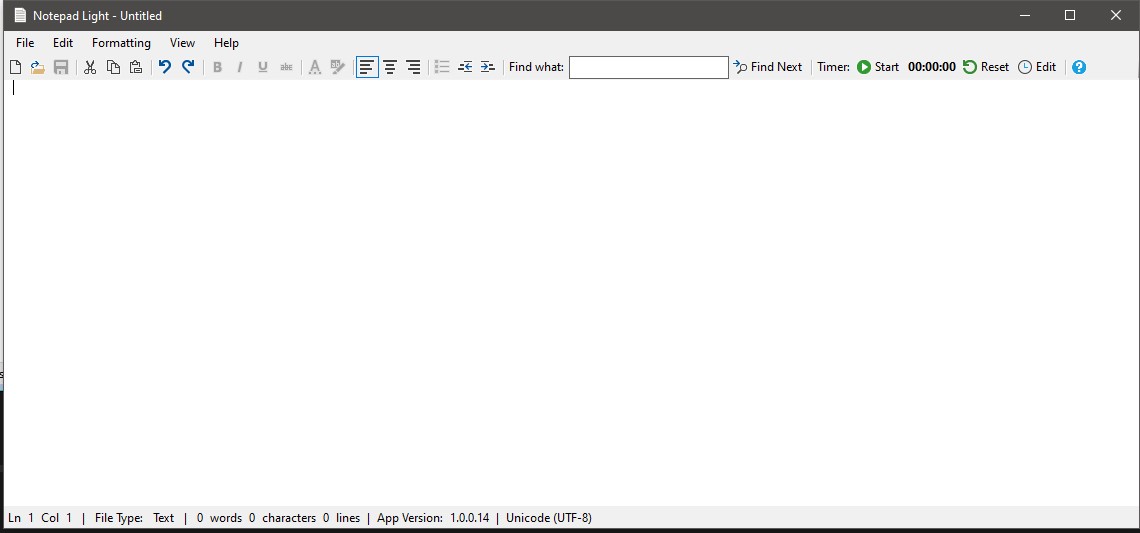 Notepad Light - Untitled
File Edit Formatting View Help
B I U abc A ab Find what: Find Next Timer: Start 00:00:00 Reset Edit ?
Ln 1 Col 1 | File Type: Text | 0 words 0 characters 0 lines | App Version: 1.0.0.14 | Unicode (UTF-8)